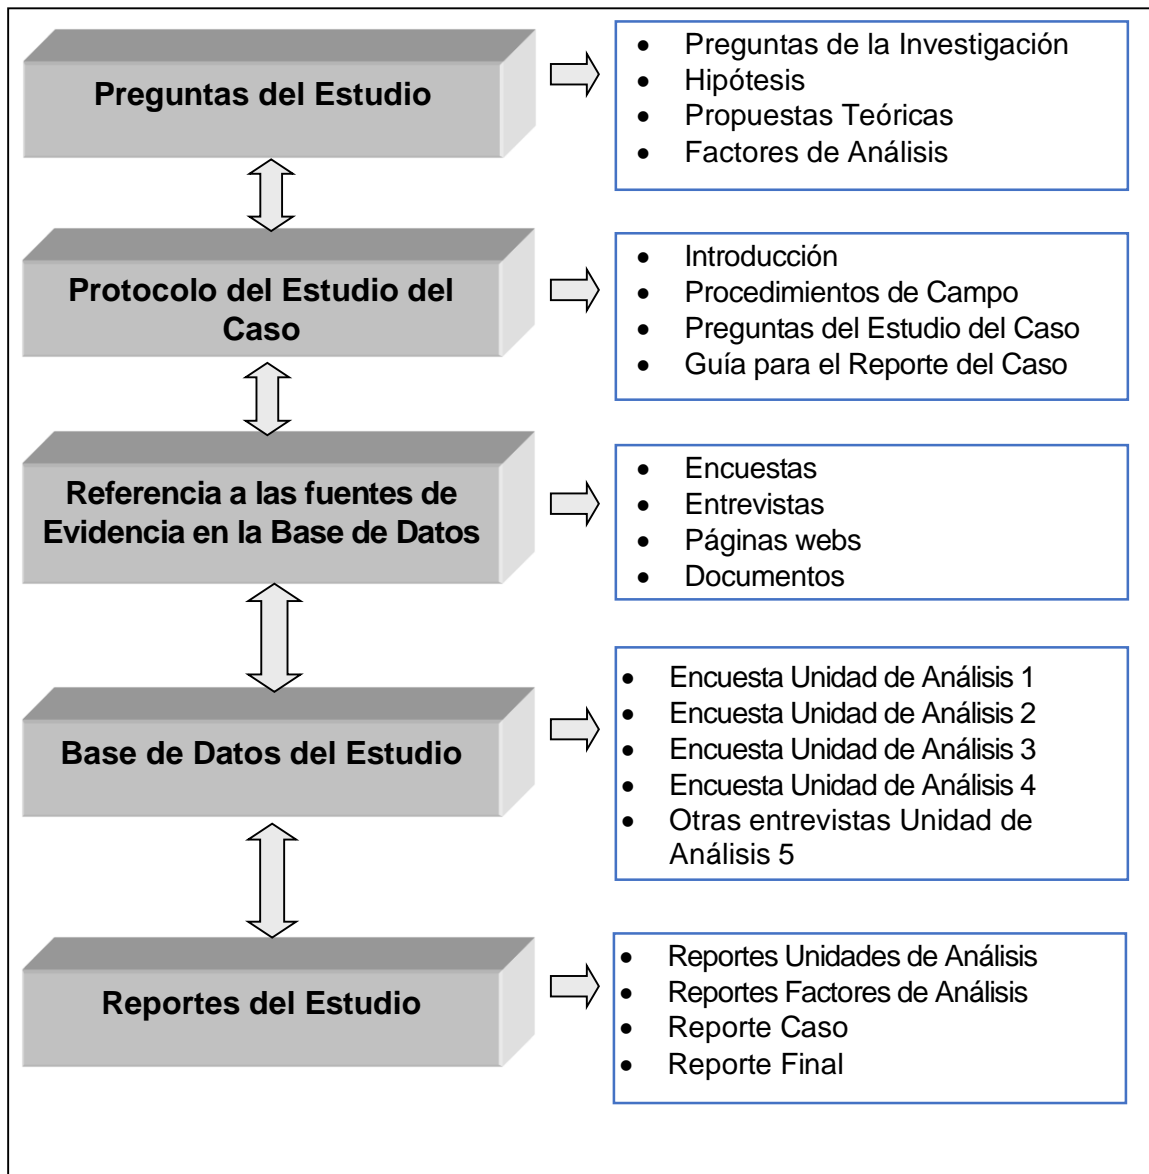 Preguntas del Estudio
• Preguntas de la Investigación
• Hipótesis
• Propuestas Teóricas
• Factores de Análisis
Protocolo del Estudio del
Caso
• Introducción
• Procedimientos de Campo
• Preguntas del Estudio del Caso
• Guía para el Reporte del Caso
Referencia a las fuentes de
Evidencia en la Base de Datos
• Encuestas
• Entrevistas
• Páginas webs
• Documentos
Base de Datos del Estudio
• Encuesta Unidad de Análisis 1
• Encuesta Unidad de Análisis 2
• Encuesta Unidad de Análisis 3
• Encuesta Unidad de Análisis 4
• Otras entrevistas Unidad de
Análisis 5
Reportes del Estudio
• Reportes Unidades de Análisis
• Reportes Factores de Análisis
• Reporte Caso
• Reporte Final